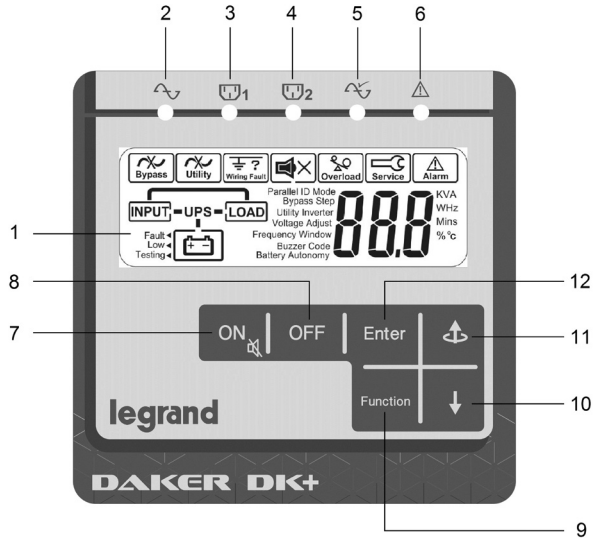 2 3 4 5 6
1 2
Bypass Utility Wiring Fault Overload Service Alarm
?
Parallel ID Mode
Bypass Step
Utility Inverter
Voltage Adjust
Frequency Window
Buzzer Code
Battery Autonomy
88.8
KVA
WHz
Mins
%°c
INPUT UPS LOAD
Fault
Low
Testing
+ -
1
8
7
12
11
10
9
ON OFF Enter
Function
legrand
DAKER DK+